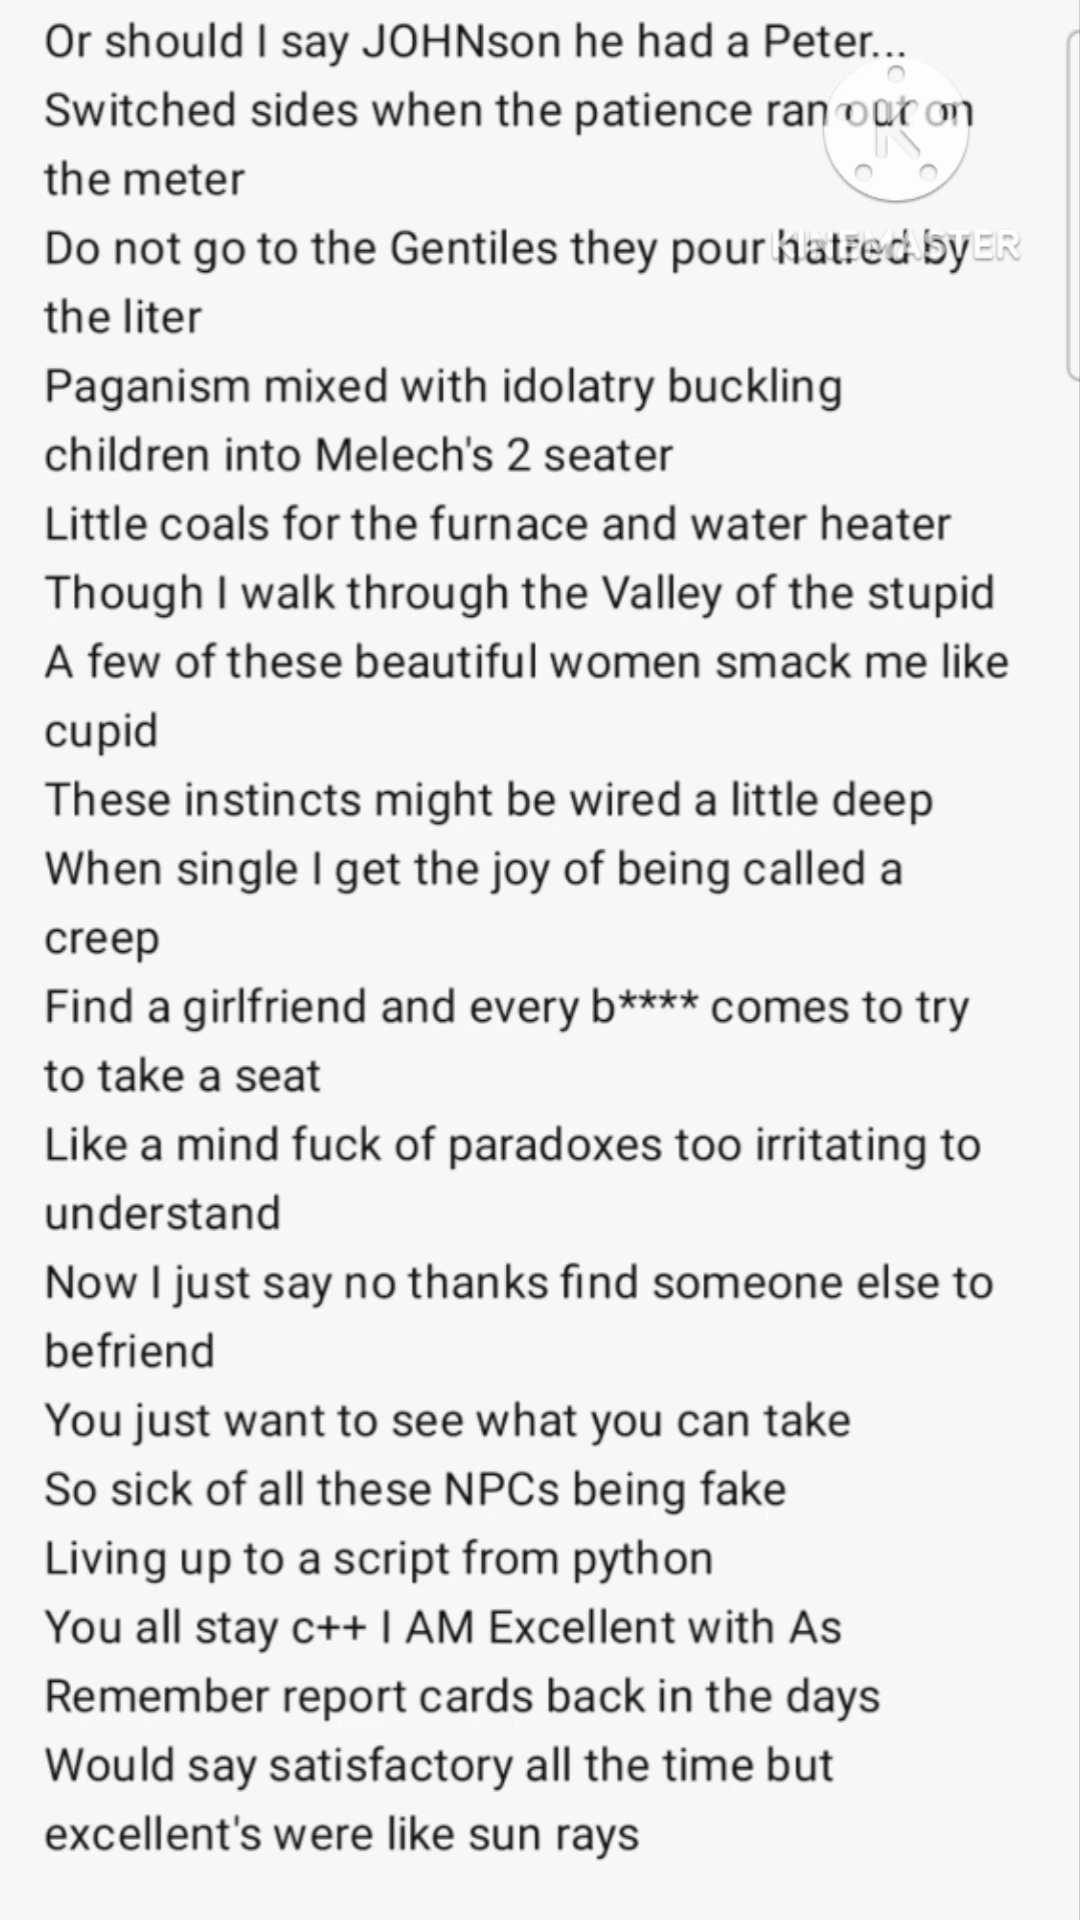 Or should I say JOHNson he had a Peter...
Switched sides when the patience ran out on
the meter
Do not go to the Gentiles they pour hatred by
the liter
Paganism mixed with idolatry buckling
children into Melech's 2 seater
Little coals for the furnace and water heater
Though I walk through the Valley of the stupid
A few of these beautiful women smack me like
cupid
These instincts might be wired a little deep
When single I get the joy of being called a
creep
Find a girlfriend and every b**** comes to try
to take a seat
Like a mind fuck of paradoxes too irritating to
understand
Now I just say no thanks find someone else to
befriend
You just want to see what you can take
So sick of all these NPCs being fake
Living up to a script from python
You all stay c++ I AM Excellent with As
Remember report cards back in the days
Would say satisfactory all the time but
excellent's were like sun rays
K
KINEMASTER